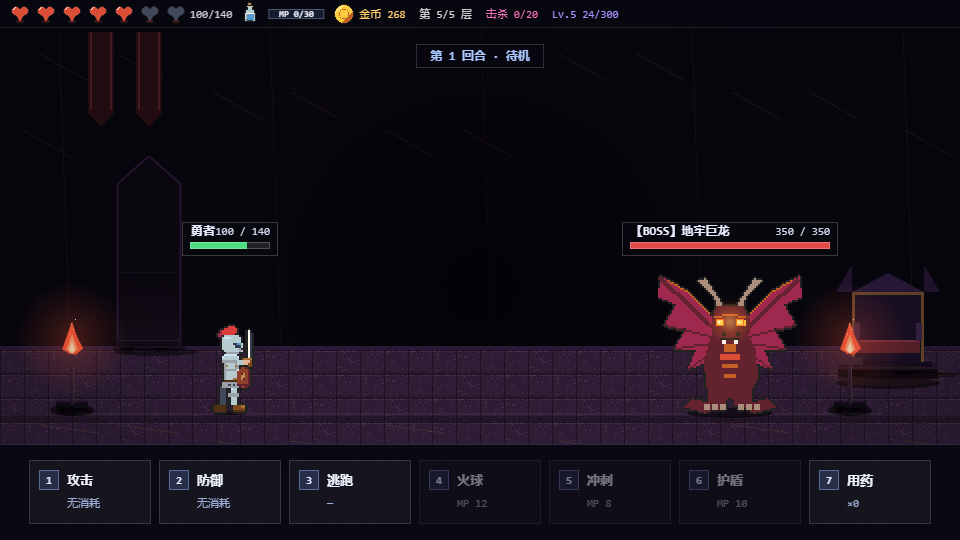 100/140 MP 0/30 金币 268 第 5/5 层 击杀 0/20 Lv.5 24/300
第 1 回合 · 待机
勇者100 / 140
【BOSS】地牢巨龙 350 / 350
1 攻击
无消耗
2 防御
无消耗
3 逃跑
—
4 火球
MP 12
5 冲刺
MP 8
6 护盾
MP 10
7 用药
×0